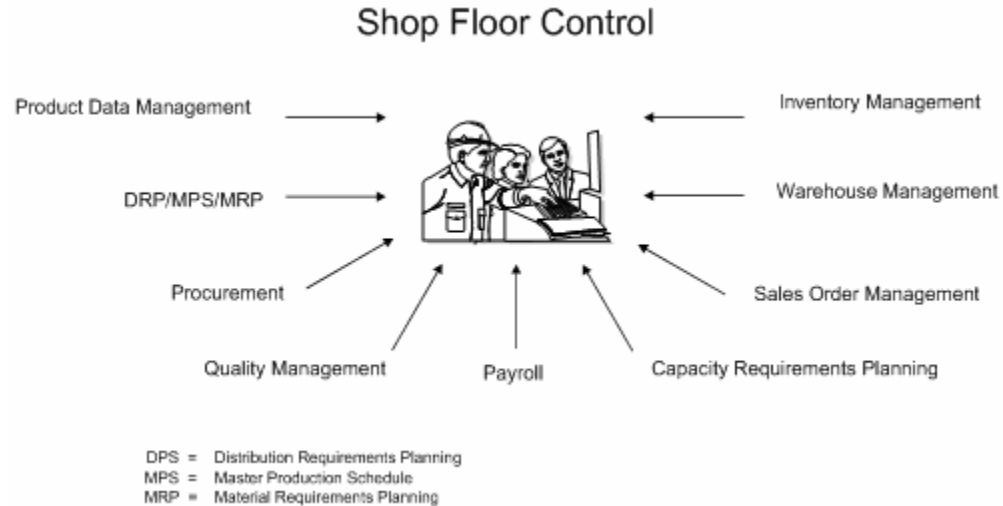 Shop Floor Control
Product Data Management
Inventory Management
DRP/MPS/MRP
Warehouse Management
Procurement
Sales Order Management
Quality Management
Payroll
Capacity Requirements Planning
DPS = Distribution Requirements Planning
MPS = Master Production Schedule
MRP = Material Requirements Planning